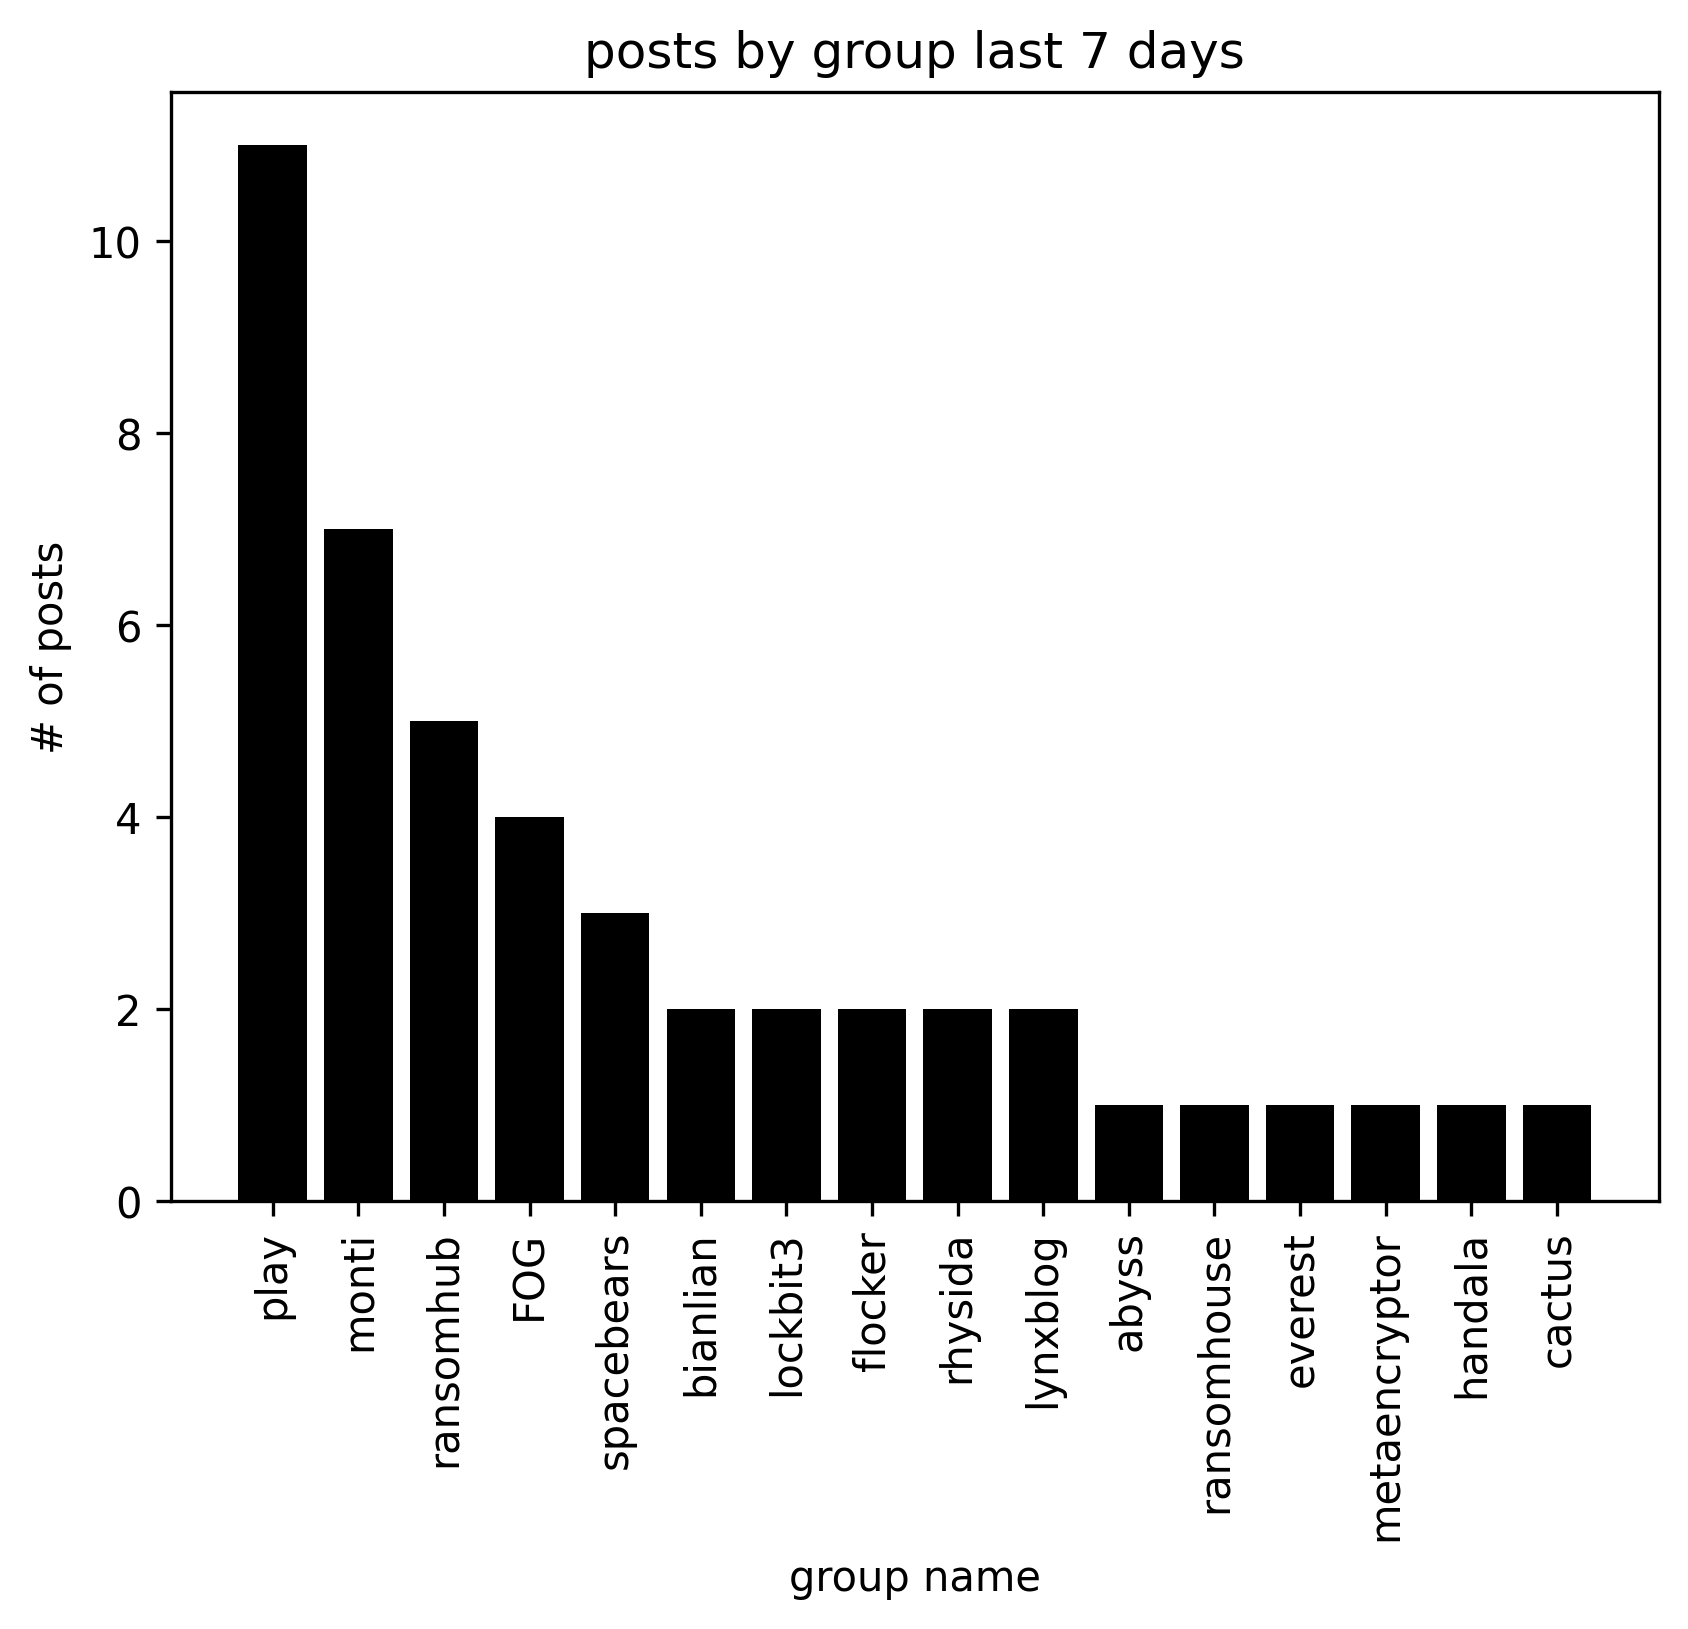 posts by group last 7 days
# of posts
10
8
6
4
2
0
play
monti
ransomhub
FOG
spacebears
bianlian
lockbit3
flocker
rhysida
lynxblog
abyss
ransomhouse
everest
metaencryptor
handala
cactus
group name